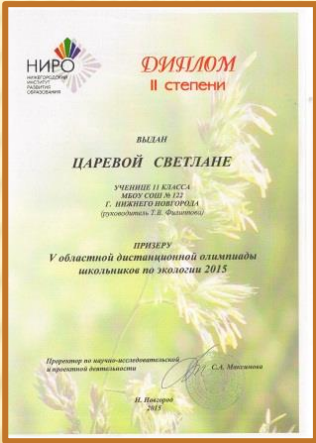 НИРО
НИЖЕГОРОДСКИЙ
ИНСТИТУТ
РАЗВИТИЯ
ОБРАЗОВАНИЯ
ДИПЛОМ
II степени
ВЫДАН
ЦАРЕВОЙ СВЕТЛАНЕ
УЧЕНИЦЕ 11 КЛАССА
МБОУ СОШ № 122
Г. НИЖНЕГО НОВГОРОДА
(руководитель Т.В. Филиппова)
ПРИЗЕРУ
V областной дистанционной олимпиады
школьников по экологии 2015
Проректор по научно-исследовательской
и проектной деятельности
С.А. Максимова
Н. Новгород
2015